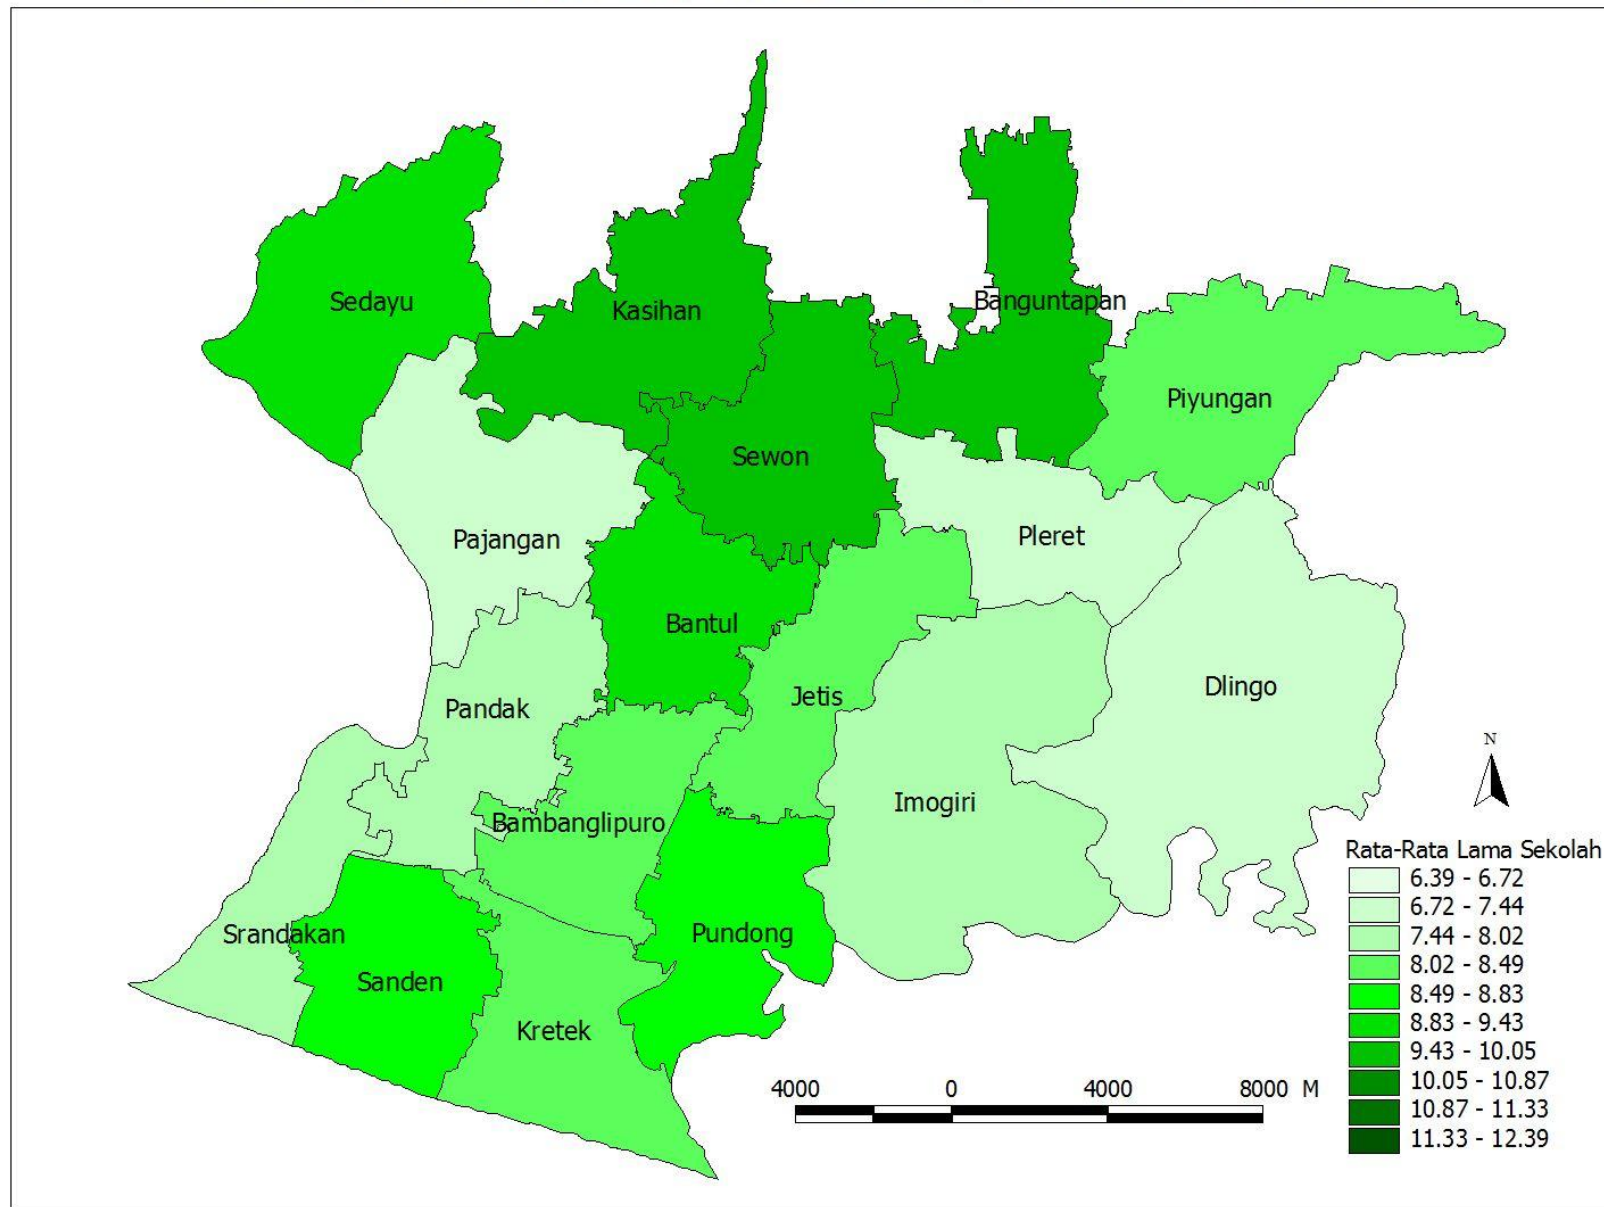 Sedayu
Kasihan
Banguntapan
Piyungan
Sewon
Pajangan
Pleret
Bantul
Jetis
Dlingo
Pandak
Imogiri
Bambanglipuro
Srandakan
Pundong
Sanden
Kretek
N
Rata-Rata Lama Sekolah
6.39 - 6.72
6.72 - 7.44
7.44 - 8.02
8.02 - 8.49
8.49 - 8.83
8.83 - 9.43
9.43 - 10.05
10.05 - 10.87
10.87 - 11.33
11.33 - 12.39
4000 0 4000 8000 M